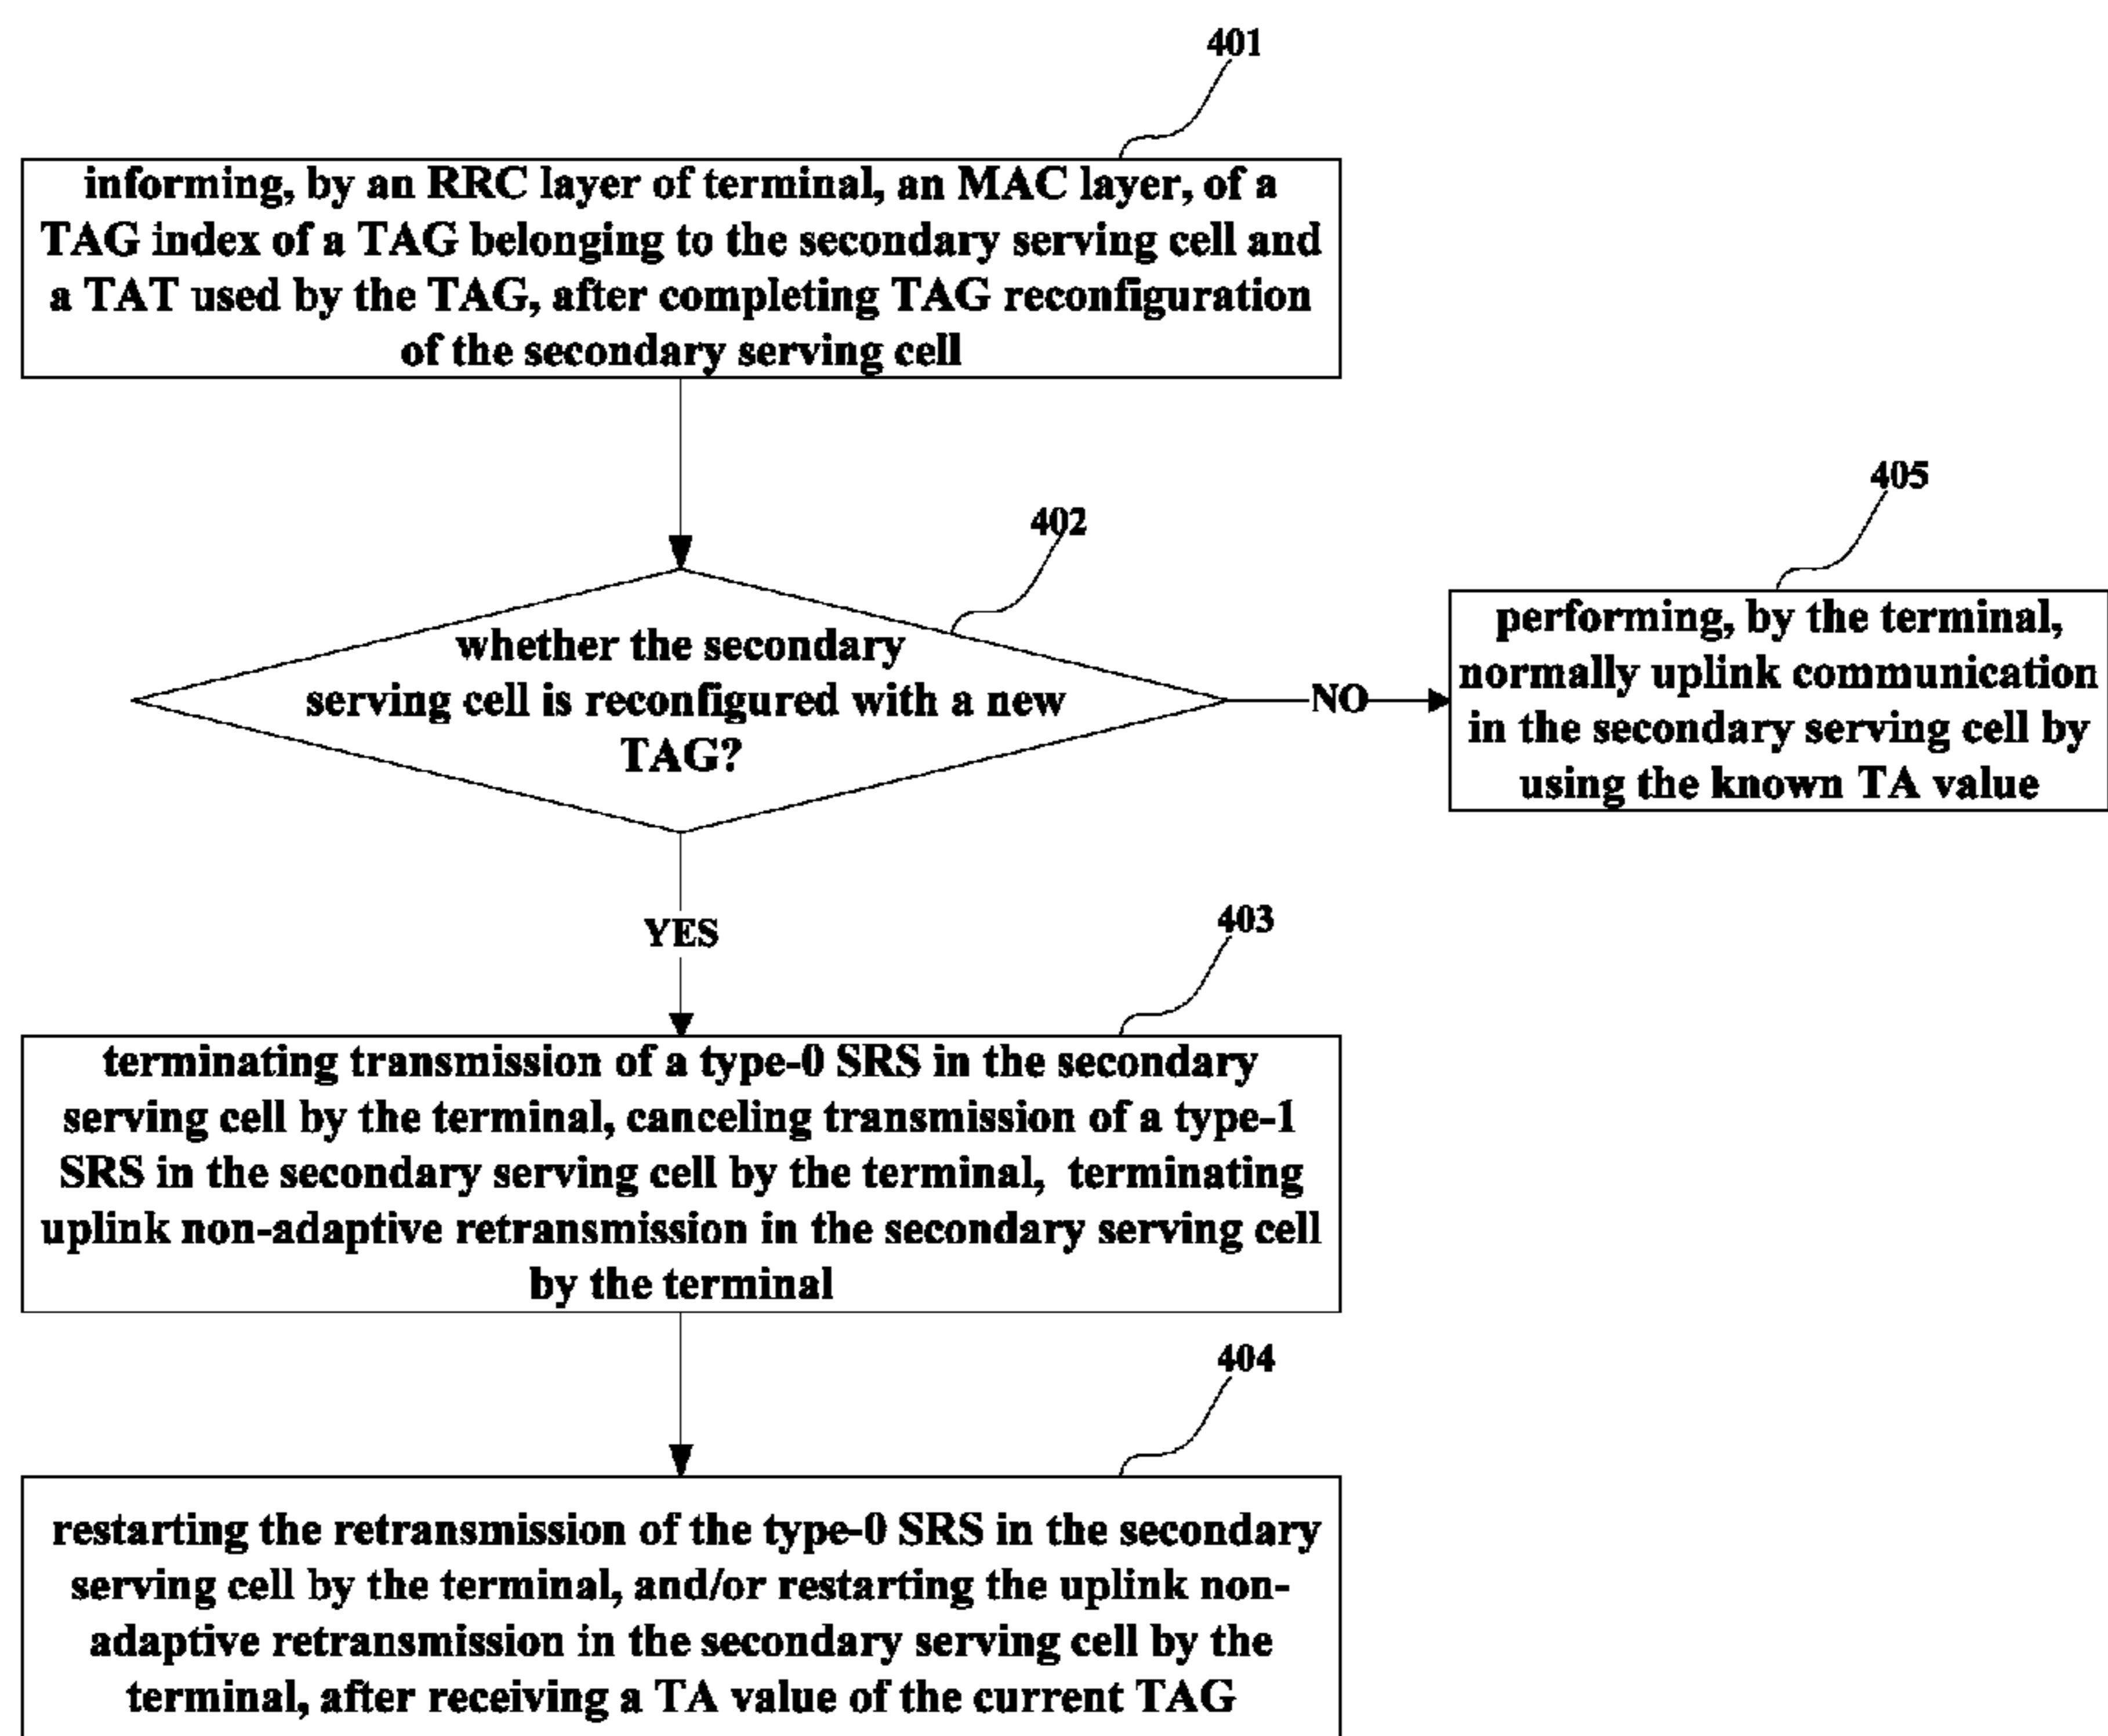 401
informing, by an RRC layer of terminal, an MAC layer, of a
TAG index of a TAG belonging to the secondary serving cell and
a TAT used by the TAG, after completing TAG reconfiguration
of the secondary serving cell
402
whether the secondary
serving cell is reconfigured with a new
TAG?
NO
405
performing, by the terminal,
normally uplink communication
in the secondary serving cell by
using the known TA value
YES
403
terminating transmission of a type-0 SRS in the secondary
serving cell by the terminal, canceling transmission of a type-1
SRS in the secondary serving cell by the terminal, terminating
uplink non-adaptive retransmission in the secondary serving cell
by the terminal
404
restarting the retransmission of the type-0 SRS in the secondary
serving cell by the terminal, and/or restarting the uplink non-
adaptive retransmission in the secondary serving cell by the
terminal, after receiving a TA value of the current TAG